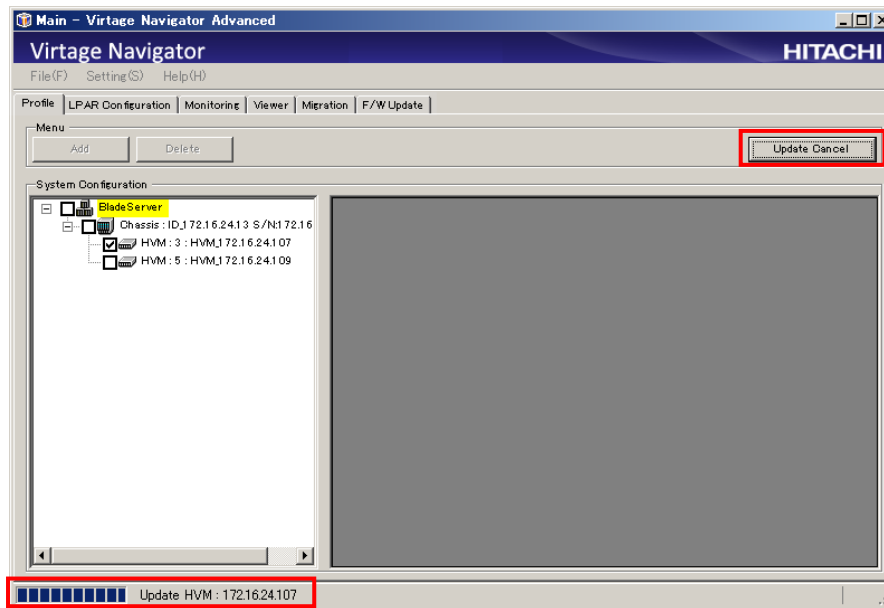 Main - Virtage Navigator Advanced
Virtage Navigator HITACHI
File(F) Setting(S) Help(H)
Profile LPAR Configuration Monitoring Viewer Migration F/W Update
Menu
Add Delete Update Cancel
System Configuration
BladeServer
Chassis : ID_172.16.24.13 S/N:172.16
HVM : 3 : HVM_172.16.24.107
HVM : 5 : HVM_172.16.24.109
Update HVM : 172.16.24.107